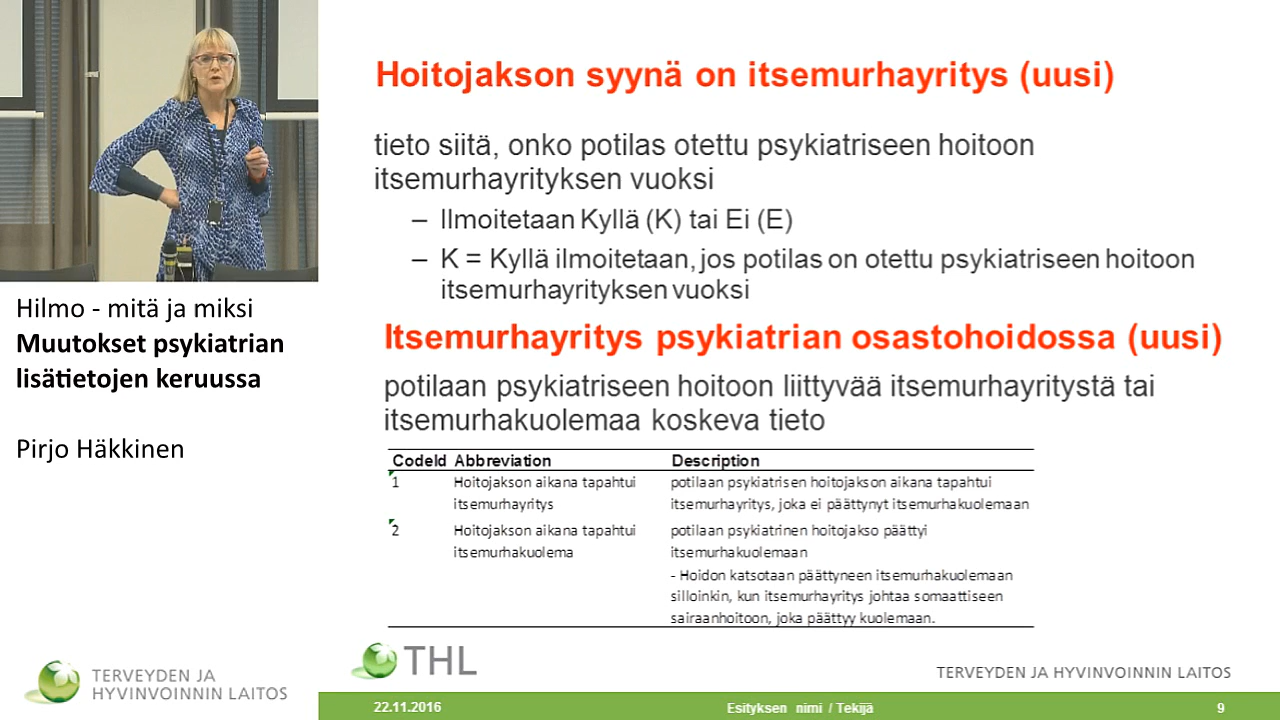 Hilmo - mitä ja miksi
Muutokset psykiatrian
lisätietojen keruussa
Pirjo Häkkinen
TERVEYDEN JA
HYVINVOINNIN LAITOS
Hoitojakson syynä on itsemurhayritys (uusi)
tieto siitä, onko potilas otettu psykiatriseen hoitoon
itsemurhayrityksen vuoksi
– Ilmoitetaan Kyllä (K) tai Ei (E)
– K = Kyllä ilmoitetaan, jos potilas on otettu psykiatriseen hoitoon
itsemurhayrityksen vuoksi
Itsemurhayritys psykiatrian osastohoidossa (uusi)
potilaan psykiatriseen hoitoon liittyvää itsemurhayritystä tai
itsemurhakuolemaa koskeva tieto
CodeId Abbreviation Description
1 Hoitojakson aikana tapahtui potilaan psykiatrisen hoitojakson aikana tapahtui
itsemurhayritys itsemurhayritys, joka ei päättynyt itsemurhakuolemaan
2 Hoitojakson aikana tapahtui potilaan psykiatrinen hoitojakso päättyi
itsemurhakuolema itsemurhakuolemaan
- Hoidon katsotaan päättyneen itsemurhakuolemaan
silloinkin, kun itsemurhayritys johtaa somaattiseen
sairaanhoitoon, joka päättyy kuolemaan.
THL
TERVEYDEN JA HYVINVOINNIN LAITOS
22.11.2016 Esityksen nimi / Tekijä 9